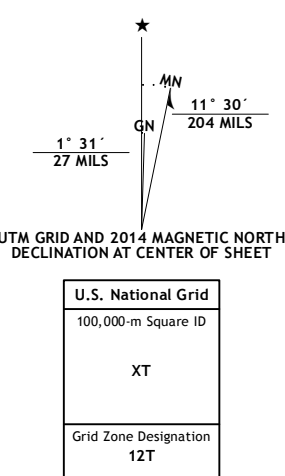 ★
MN
11° 30´
204 MILS
GN
1° 31´
27 MILS
UTM GRID AND 2014 MAGNETIC NORTH
DECLINATION AT CENTER OF SHEET
U.S. National Grid
100,000-m Square ID
XT
Grid Zone Designation
12T